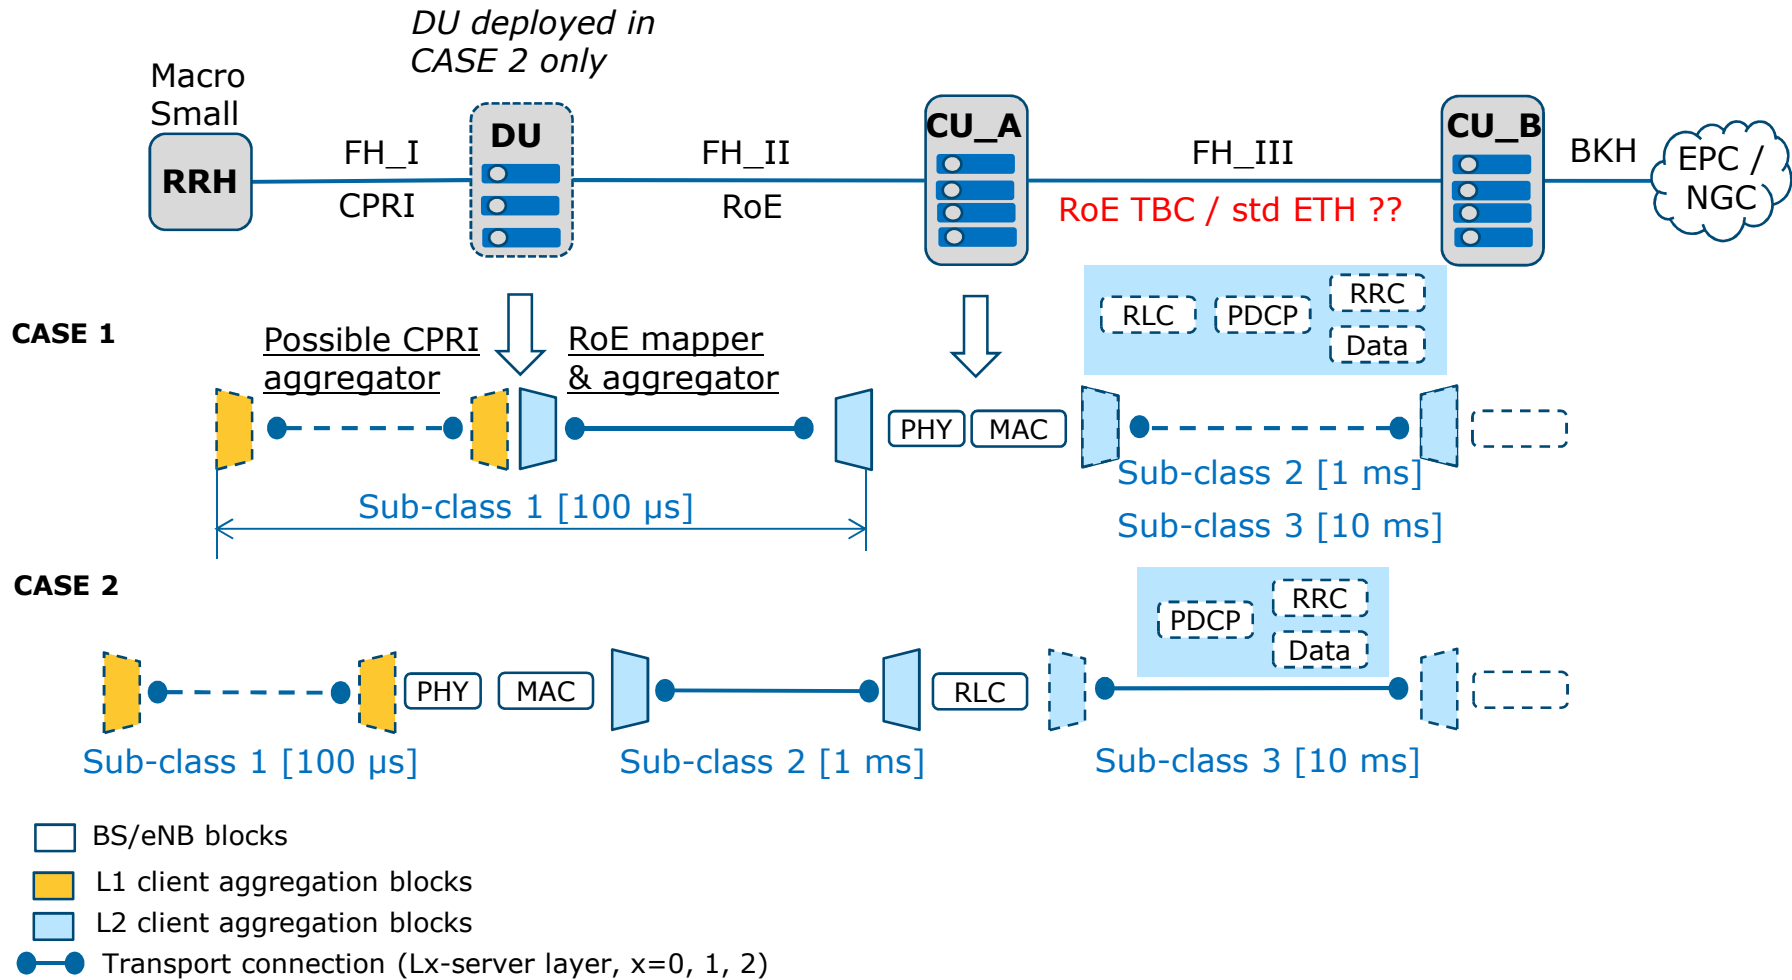 DU deployed in
CASE 2 only
Macro
Small
RRH
FH_I
CPRI
DU
FH_II
RoE
CU_A
FH_III
RoE TBC / std ETH ??
CU_B
BKH
EPC /
NGC
CASE 1
Possible CPRI
aggregator
RoE mapper
& aggregator
RLC
PDCP
RRC
Data
PHY
MAC
Sub-class 1 [100 µs]
Sub-class 2 [1 ms]
Sub-class 3 [10 ms]
CASE 2
PDCP
RRC
Data
PHY
MAC
RLC
Sub-class 1 [100 µs]
Sub-class 2 [1 ms]
Sub-class 3 [10 ms]
BS/eNB blocks
L1 client aggregation blocks
L2 client aggregation blocks
Transport connection (Lx-server layer, x=0, 1, 2)